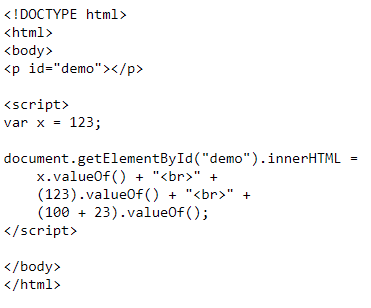 <!DOCTYPE html>
<html>
<body>
<p id="demo"></p>

<script>
var x = 123;

document.getElementById("demo").innerHTML =
    x.valueOf() + "<br>" +
    (123).valueOf() + "<br>" +
    (100 + 23).valueOf();
</script>

</body>
</html>